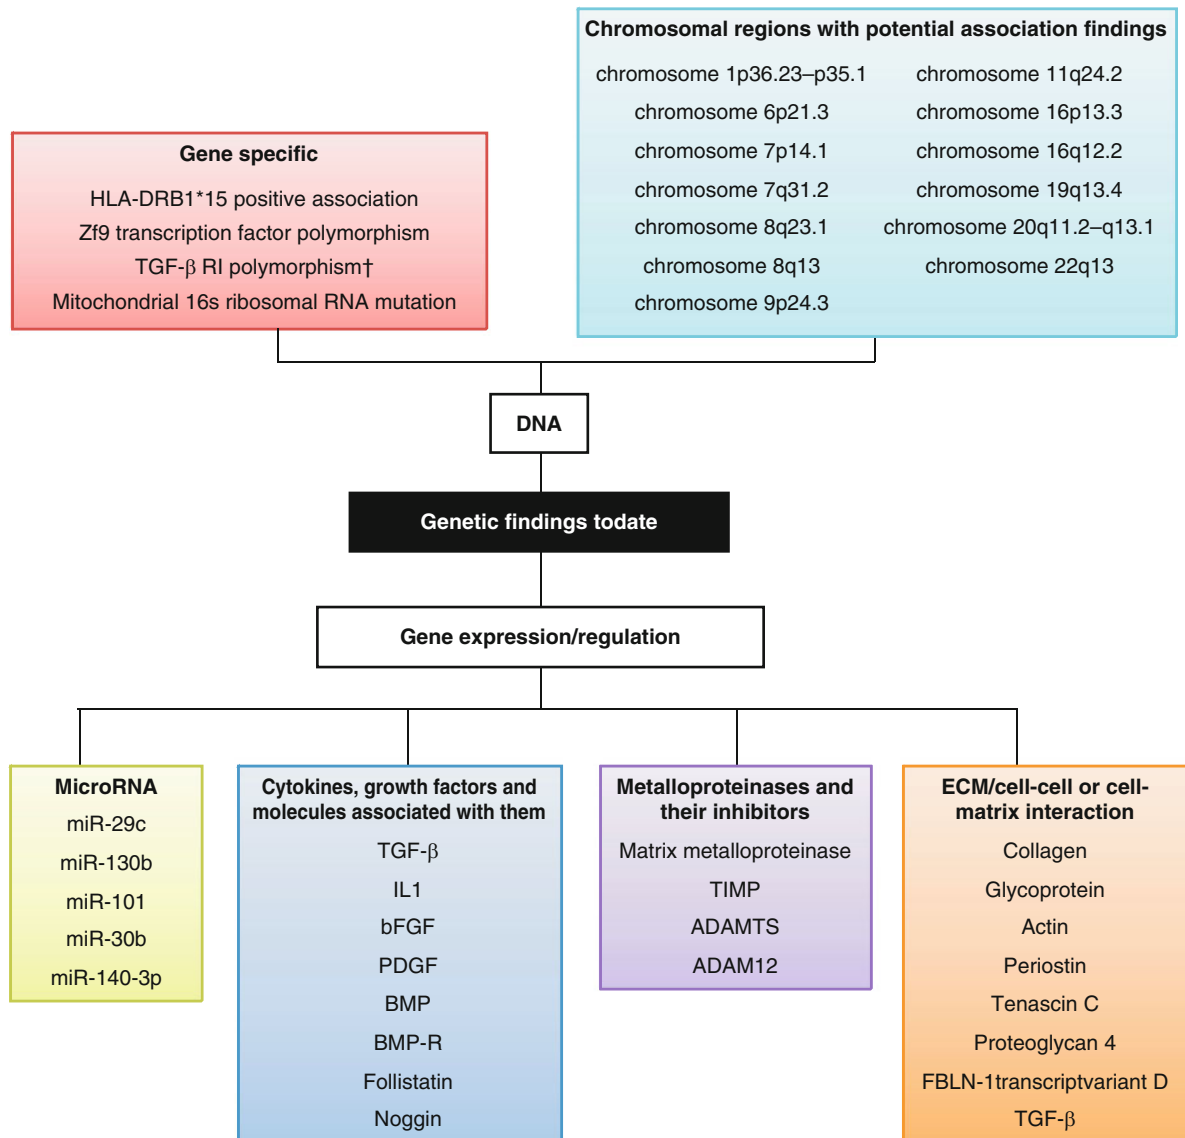 Chromosomal regions with potential association findings
chromosome 1p36.23–p35.1
chromosome 6p21.3
chromosome 7p14.1
chromosome 7q31.2
chromosome 8q23.1
chromosome 8q13
chromosome 9p24.3
chromosome 11q24.2
chromosome 16p13.3
chromosome 16q12.2
chromosome 19q13.4
chromosome 20q11.2–q13.1
chromosome 22q13
Gene specific
HLA-DRB1*15 positive association
Zf9 transcription factor polymorphism
TGF-β RI polymorphism†
Mitochondrial 16s ribosomal RNA mutation
DNA
Genetic findings todate
Gene expression/regulation
MicroRNA
miR-29c
miR-130b
miR-101
miR-30b
miR-140-3p
Cytokines, growth factors and
molecules associated with them
TGF-β
IL1
bFGF
PDGF
BMP
BMP-R
Follistatin
Noggin
Metalloproteinases and
their inhibitors
Matrix metalloproteinase
TIMP
ADAMTS
ADAM12
ECM/cell-cell or cell-
matrix interaction
Collagen
Glycoprotein
Actin
Periostin
Tenascin C
Proteoglycan 4
FBLN-1transcriptvariant D
TGF-β